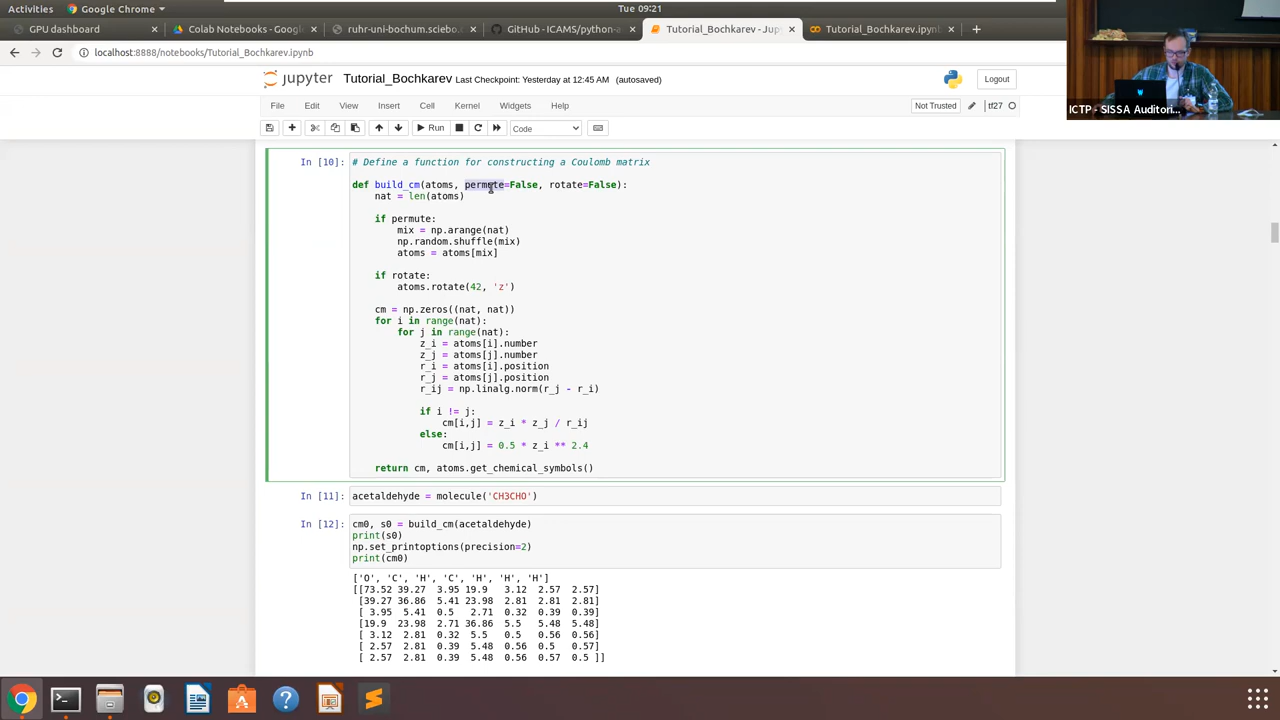 Activities
Google Chrome
Tue 09:21
GPU dashboard
Colab Notebooks - Google
ruhr-uni-bochum.sciebo.
GitHub - ICAMS/python-a
Tutorial_Bochkarev - Jup
Tutorial_Bochkarev.ipynb
localhost:8888/notebooks/Tutorial_Bochkarev.ipynb
jupyter
Tutorial_Bochkarev Last Checkpoint: Yesterday at 12:45 AM (autosaved)
Logout
File Edit View Insert Cell Kernel Widgets Help
Not Trusted
tf27
Run
Code
ICTP - SISSA Auditori...
In [10]:
# Define a function for constructing a Coulomb matrix
def build_cm(atoms, permute=False, rotate=False):
nat = len(atoms)
if permute:
mix = np.arange(nat)
np.random.shuffle(mix)
atoms = atoms[mix]
if rotate:
atoms.rotate(42, 'z')
cm = np.zeros((nat, nat))
for i in range(nat):
for j in range(nat):
z_i = atoms[i].number
z_j = atoms[j].number
r_i = atoms[i].position
r_j = atoms[j].position
r_ij = np.linalg.norm(r_j - r_i)
if i != j:
cm[i,j] = z_i * z_j / r_ij
else:
cm[i,j] = 0.5 * z_i ** 2.4
return cm, atoms.get_chemical_symbols()
In [11]:
acetaldehyde = molecule('CH3CHO')
In [12]:
cm0, s0 = build_cm(acetaldehyde)
print(s0)
np.set_printoptions(precision=2)
print(cm0)
['O', 'C', 'H', 'C', 'H', 'H', 'H']
[[73.52 39.27 3.95 19.9 3.12 2.57 2.57]
[39.27 36.86 5.41 23.98 2.81 2.81 2.81]
[ 3.95 5.41 0.5 2.71 0.32 0.39 0.39]
[19.9 23.98 2.71 36.86 5.5 5.48 5.48]
[ 3.12 2.81 0.32 5.5 0.5 0.56 0.56]
[ 2.57 2.81 0.39 5.48 0.56 0.5 0.57]
[ 2.57 2.81 0.39 5.48 0.56 0.57 0.5 ]]